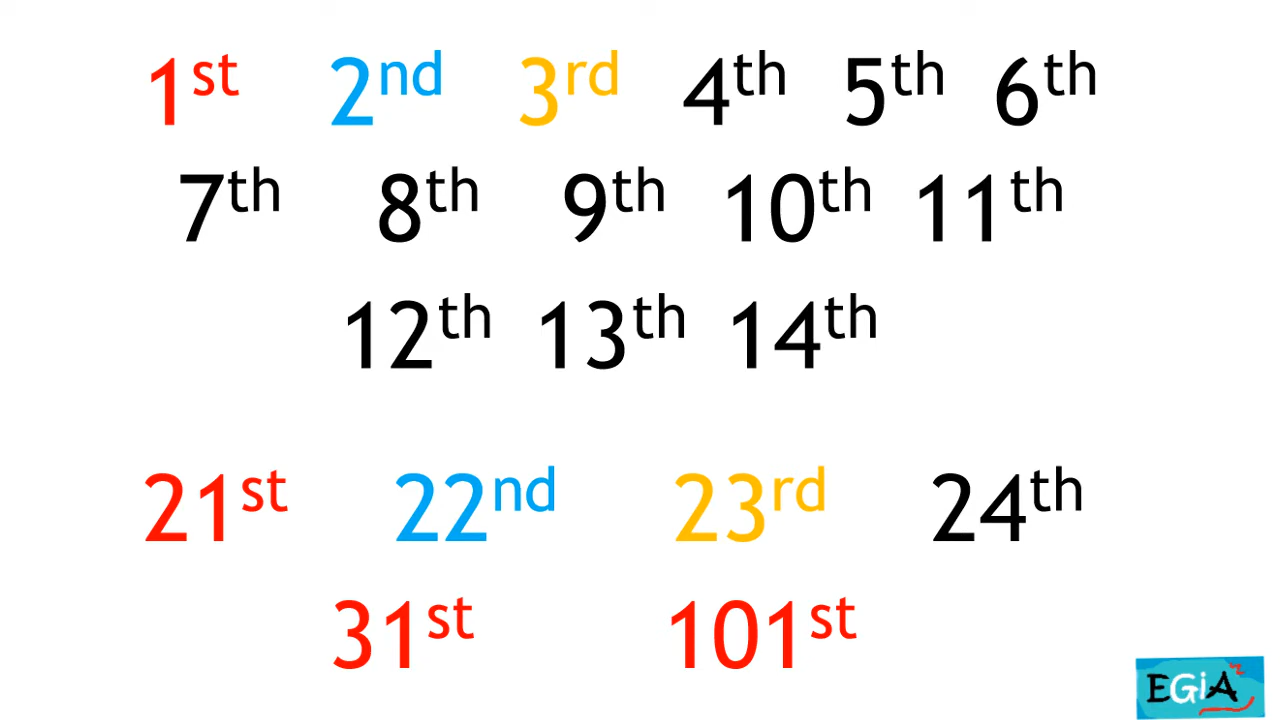 1st 2nd 3rd 4th 5th 6th
7th 8th 9th 10th 11th
12th 13th 14th
21st 22nd 23rd 24th
31st 101st
EGiA